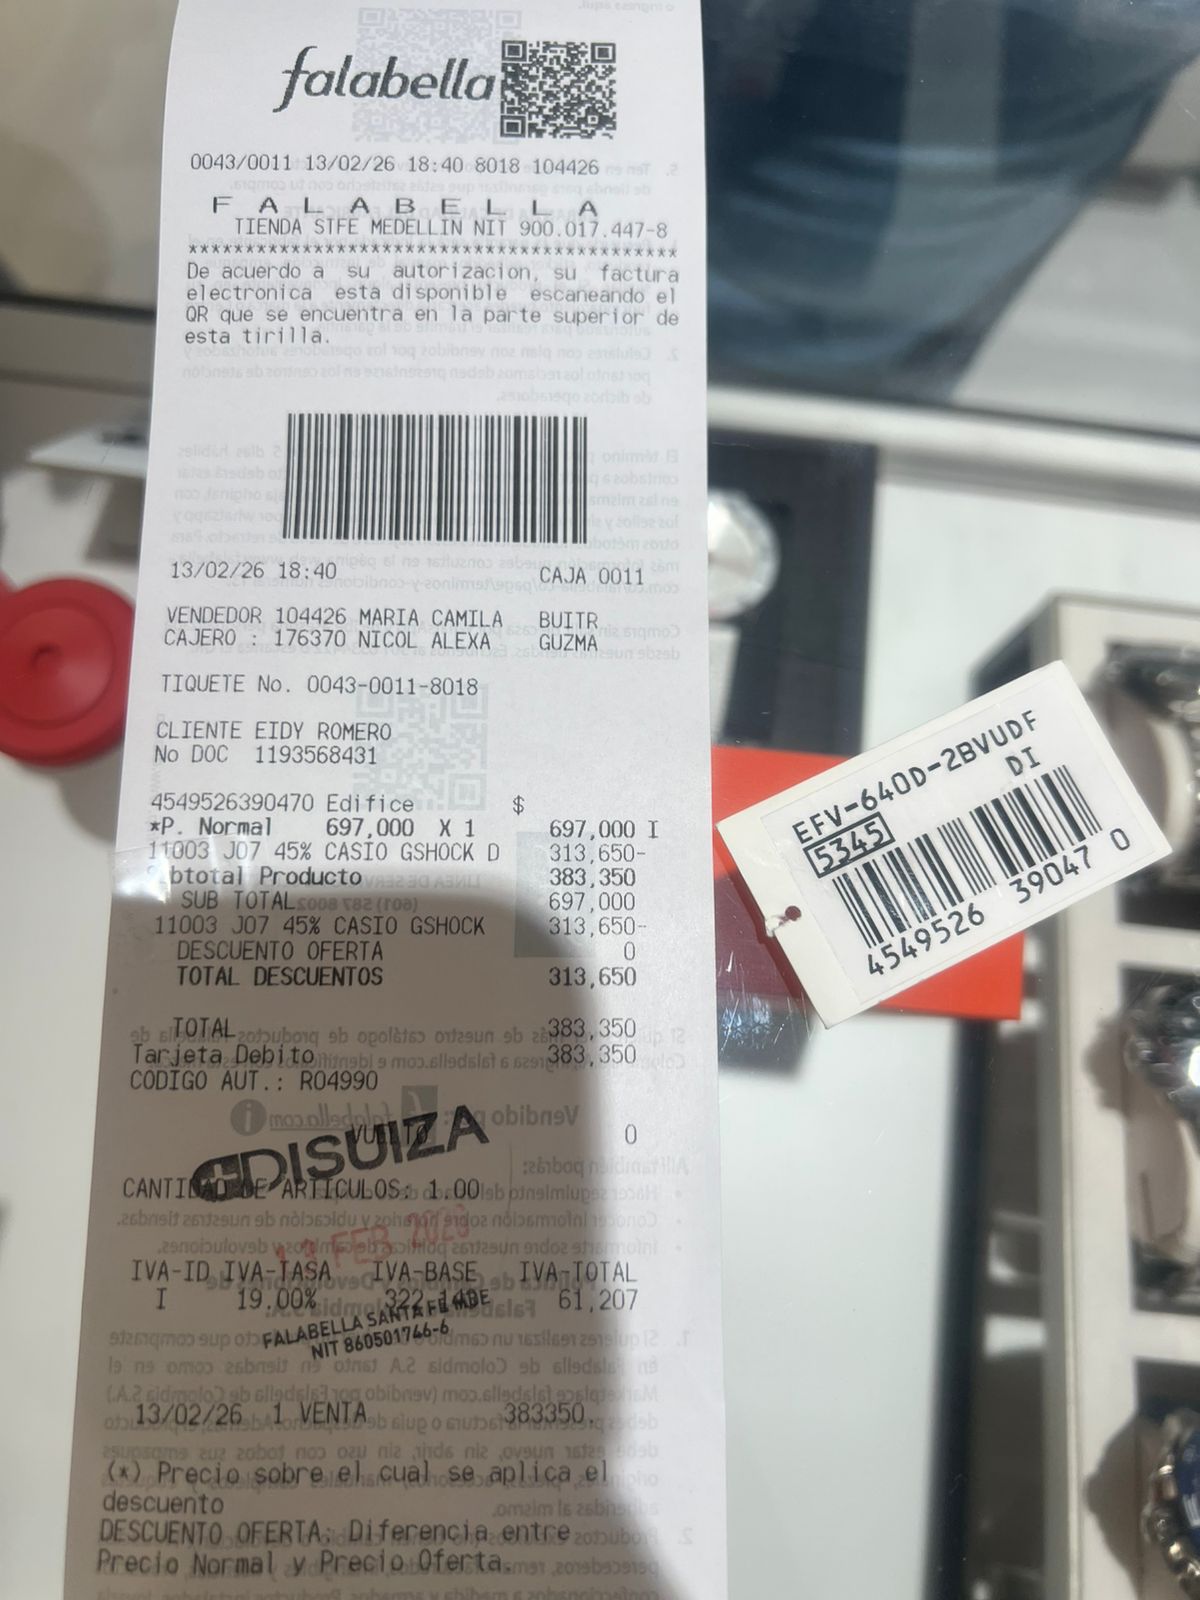 falabella
0043/0011 13/02/26 18:40 8018 104426
FALABELLA
TIENDA STFE MEDELLIN NIT 900.017.447-8
******************************************
De acuerdo a su autorizacion, su factura
electronica esta disponible escaneando el
QR que se encuentra en la parte superior de
esta tirilla.
13/02/26 18:40 CAJA 0011
VENDEDOR 104426 MARIA CAMILA BUITR
CAJERO : 176370 NICOL ALEXA GUZMA
TIQUETE No. 0043-0011-8018
CLIENTE EIDY ROMERO
No DOC 1193568431
4549526390470 Edifice $
*P. Normal 697,000 X 1 697,000 I
11003 J07 45% CASIO GSHOCK D 313,650-
Subtotal Producto 383,350
SUB TOTAL 697,000
11003 J07 45% CASIO GSHOCK 313,650-
DESCUENTO OFERTA 0
TOTAL DESCUENTOS 313,650
TOTAL 383,350
Tarjeta Debito 383,350
CODIGO AUT.: R04990
VUELTO 0
DISUIZA
CANTIDAD DE ARTICULOS: 1.00
13 FEB 2026
IVA-ID IVA-TASA IVA-BASE IVA-TOTAL
I 19.00% 322,143 61,207
FALABELLA SANTA FE MDE
NIT 860501746-6
13/02/26 1 VENTA 383350
(*) Precio sobre el cual se aplica el
descuento
DESCUENTO OFERTA: Diferencia entre
Precio Normal y Precio Oferta
EFV-640D-2BVUDF
DI
5345
4549526 39047 0